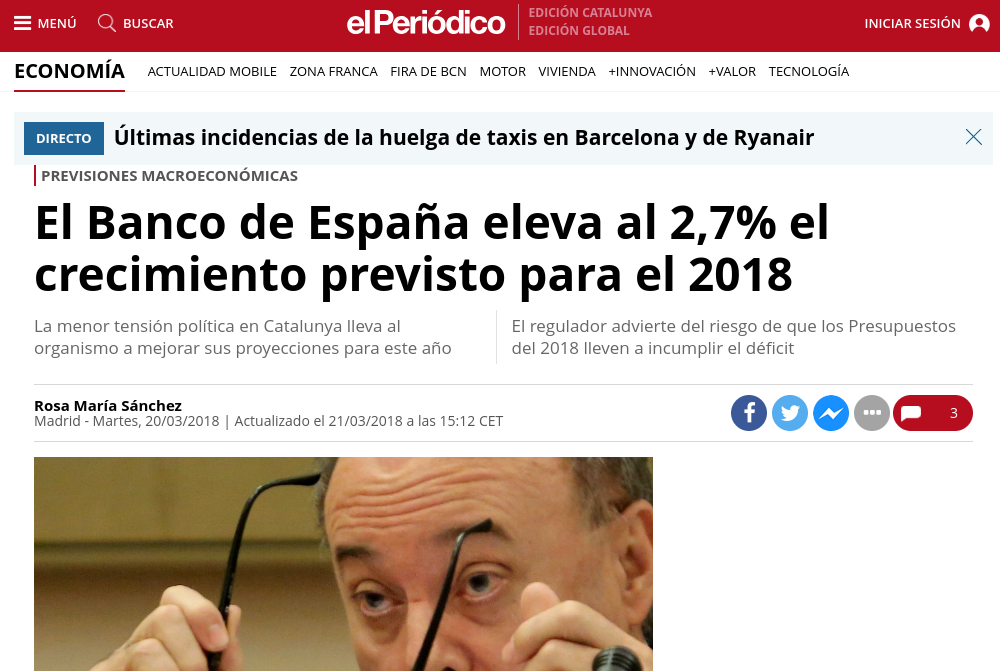 MENÚ
BUSCAR
elPeriódico
EDICIÓN CATALUNYA
EDICIÓN GLOBAL
INICIAR SESIÓN
ECONOMÍA
ACTUALIDAD MOBILE ZONA FRANCA FIRA DE BCN MOTOR VIVIENDA +INNOVACIÓN +VALOR TECNOLOGÍA
DIRECTO
Últimas incidencias de la huelga de taxis en Barcelona y de Ryanair
PREVISIONES MACROECONÓMICAS
El Banco de España eleva al 2,7% el
crecimiento previsto para el 2018
La menor tensión política en Catalunya lleva al
organismo a mejorar sus proyecciones para este año
El regulador advierte del riesgo de que los Presupuestos
del 2018 lleven a incumplir el déficit
Rosa María Sánchez
Madrid - Martes, 20/03/2018 | Actualizado el 21/03/2018 a las 15:12 CET
3